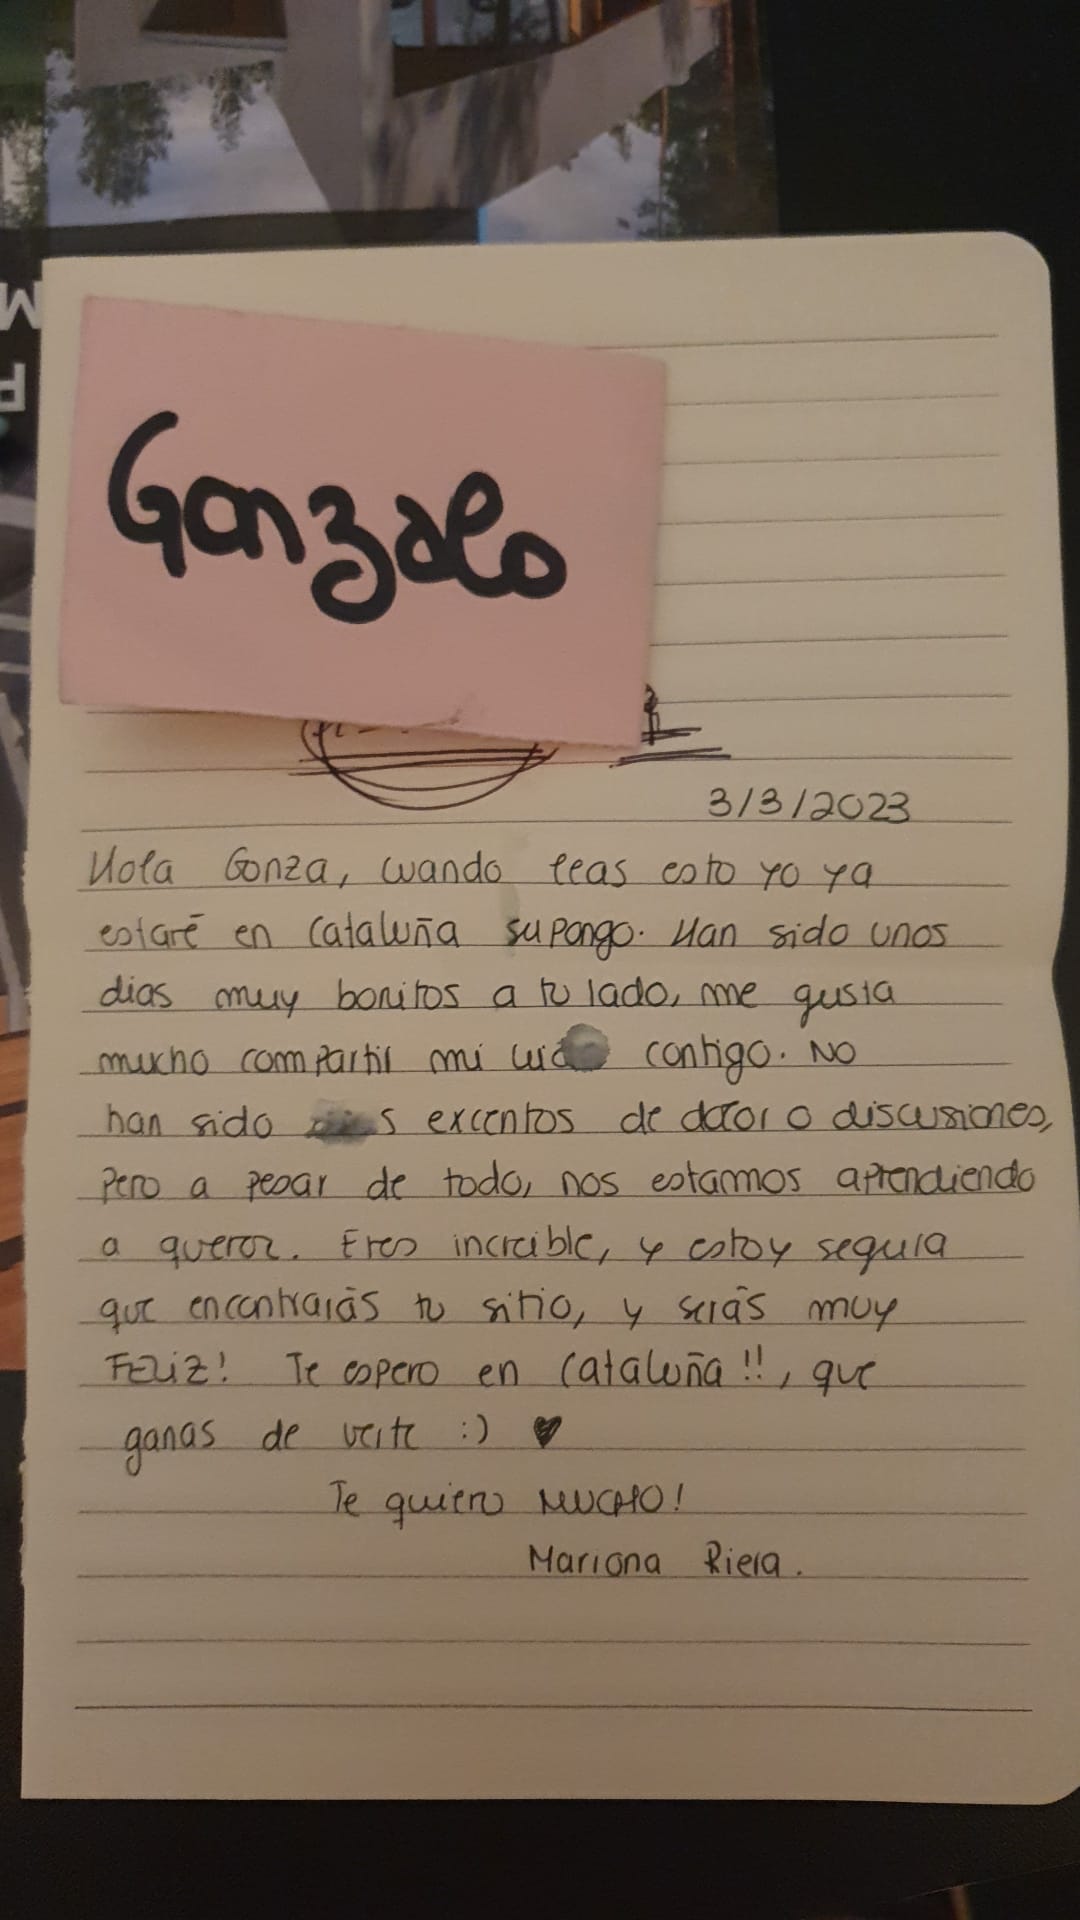 Gonzalo
3/3/2023
Hola Gonza, cuando leas esto yo ya
estaré en Cataluña supongo. Han sido unos
dias muy bonitos a tu lado, me gusta
mucho compartir mi contigo. NO
han sido excentos de dolor o discusiones,
pero a pesar de todo, nos estamos aprendiendo
a querer. Eres increible, y estoy segura
que encontrarás tu sitio, y serás muy
FELIZ! Te espero en Cataluña!!, que
ganas de verte :) ♥
Te quiero MUCHO!
Mariona Riera.